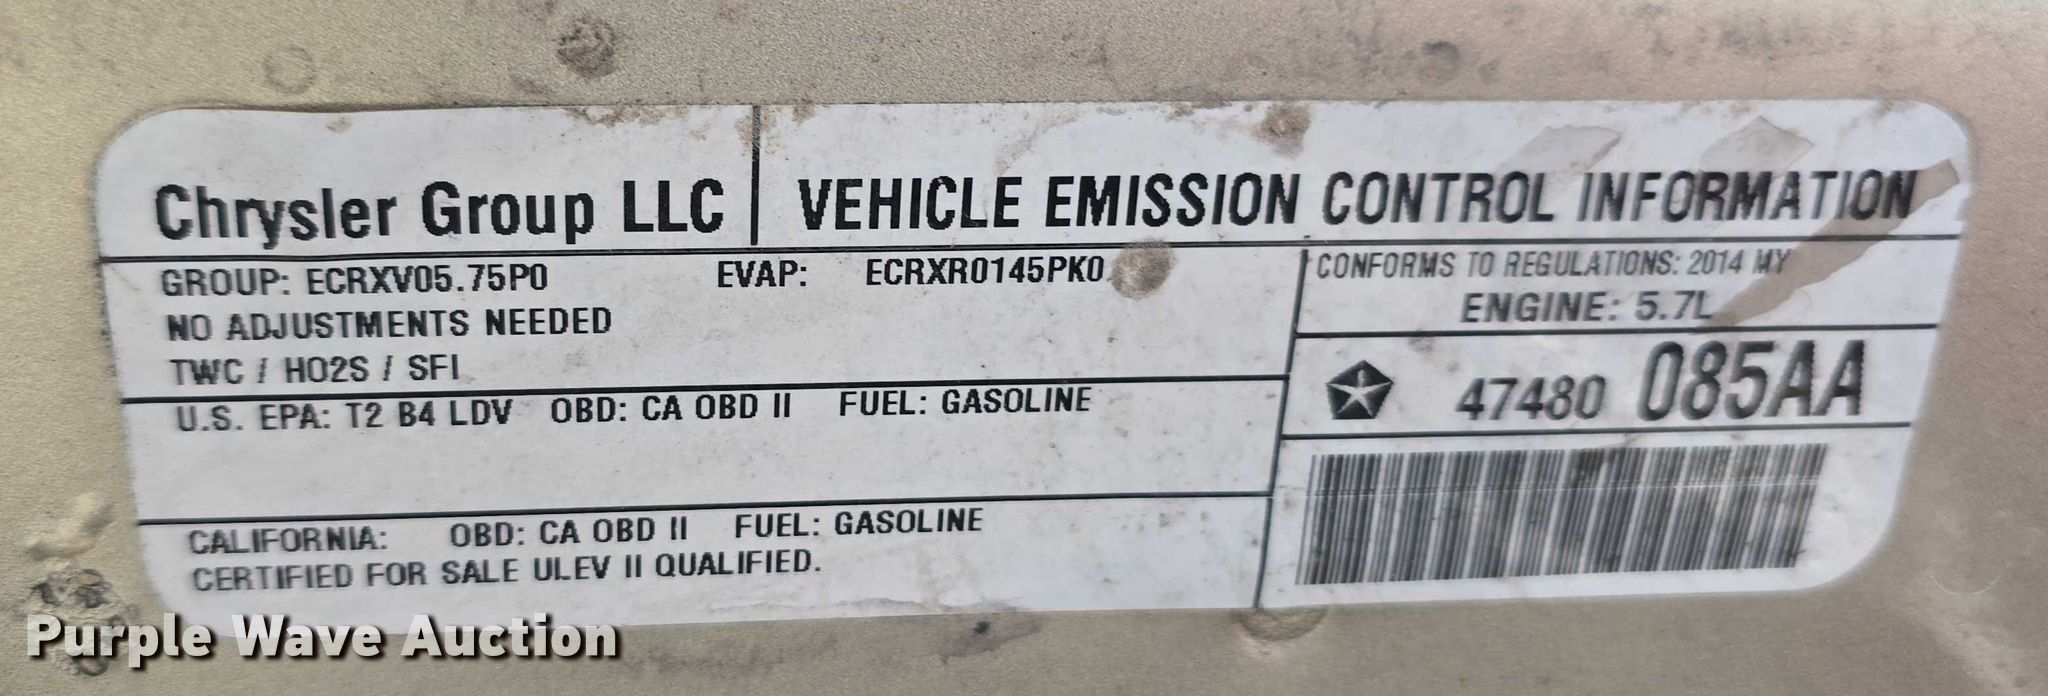 Chrysler Group LLC VEHICLE EMISSION CONTROL INFORMATION
GROUP: ECRXV05.75P0 EVAP: ECRXR0145PK0
NO ADJUSTMENTS NEEDED
TWC / HO2S / SFI
U.S. EPA: T2 B4 LDV OBD: CA OBD II FUEL: GASOLINE
CALIFORNIA: OBD: CA OBD II FUEL: GASOLINE
CERTIFIED FOR SALE ULEV II QUALIFIED.
CONFORMS TO REGULATIONS: 2014 MY
ENGINE: 5.7L
47480 085AA
Purple Wave Auction